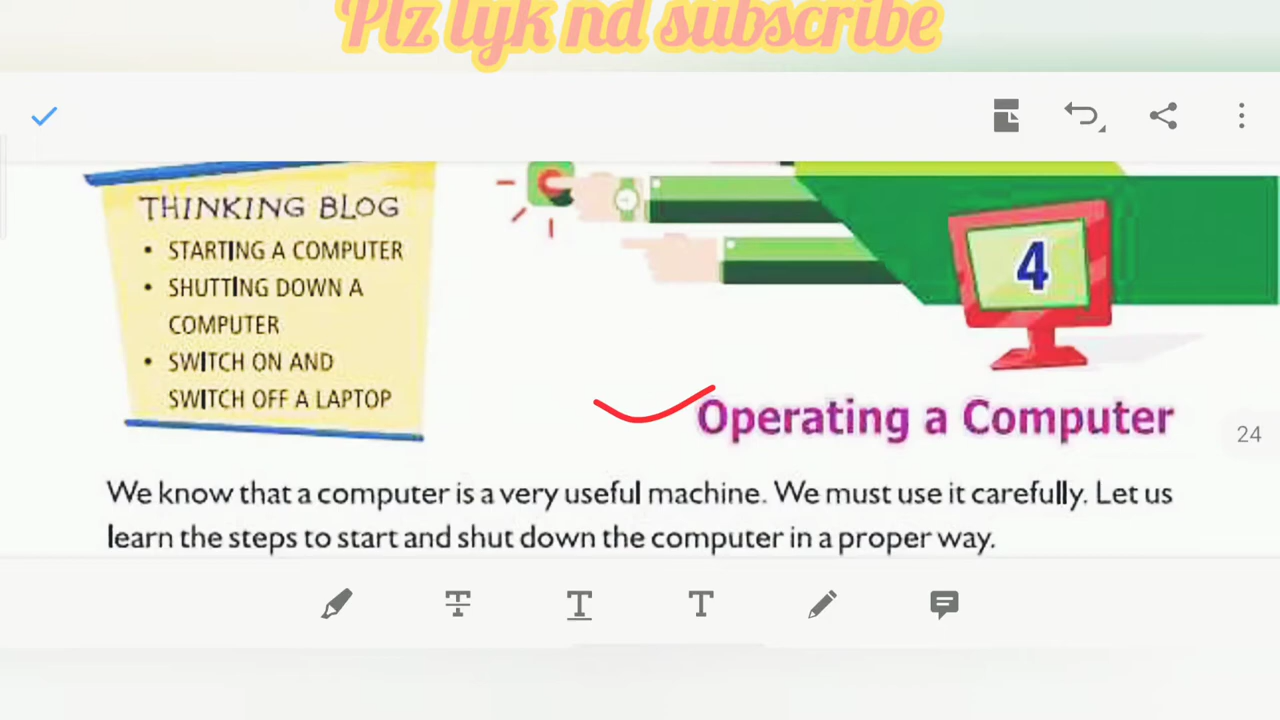 Plz lyk nd subscribe
THINKING BLOG
• STARTING A COMPUTER
• SHUTTING DOWN A
COMPUTER
• SWITCH ON AND
SWITCH OFF A LAPTOP
4
Operating a Computer
24
We know that a computer is a very useful machine. We must use it carefully. Let us
learn the steps to start and shut down the computer in a proper way.